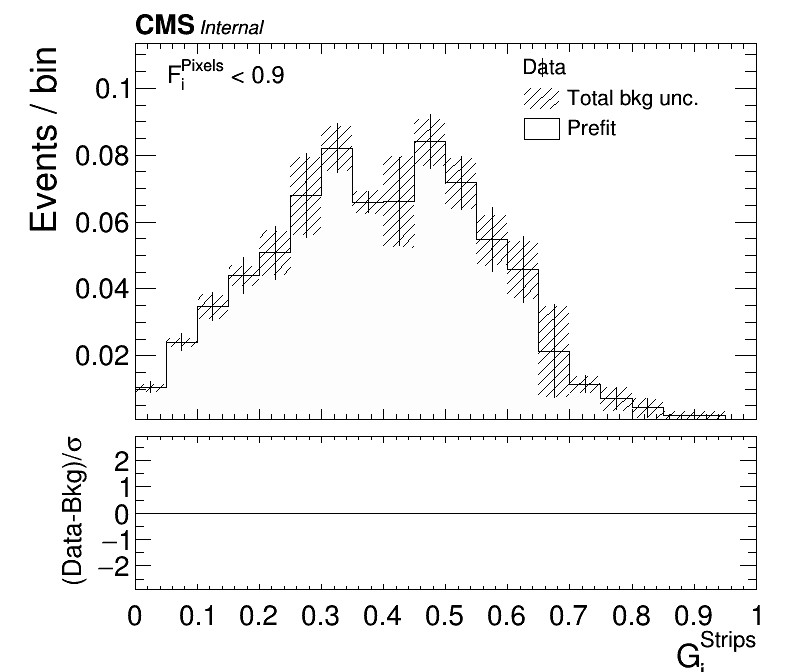 CMS Internal
F_i^Pixels < 0.9
Data
Total bkg unc.
Prefit
Events / bin
0.1
0.08
0.06
0.04
0.02
(Data-Bkg)/σ
2
1
0
−1
−2
0 0.1 0.2 0.3 0.4 0.5 0.6 0.7 0.8 0.9 1
G_i^Strips